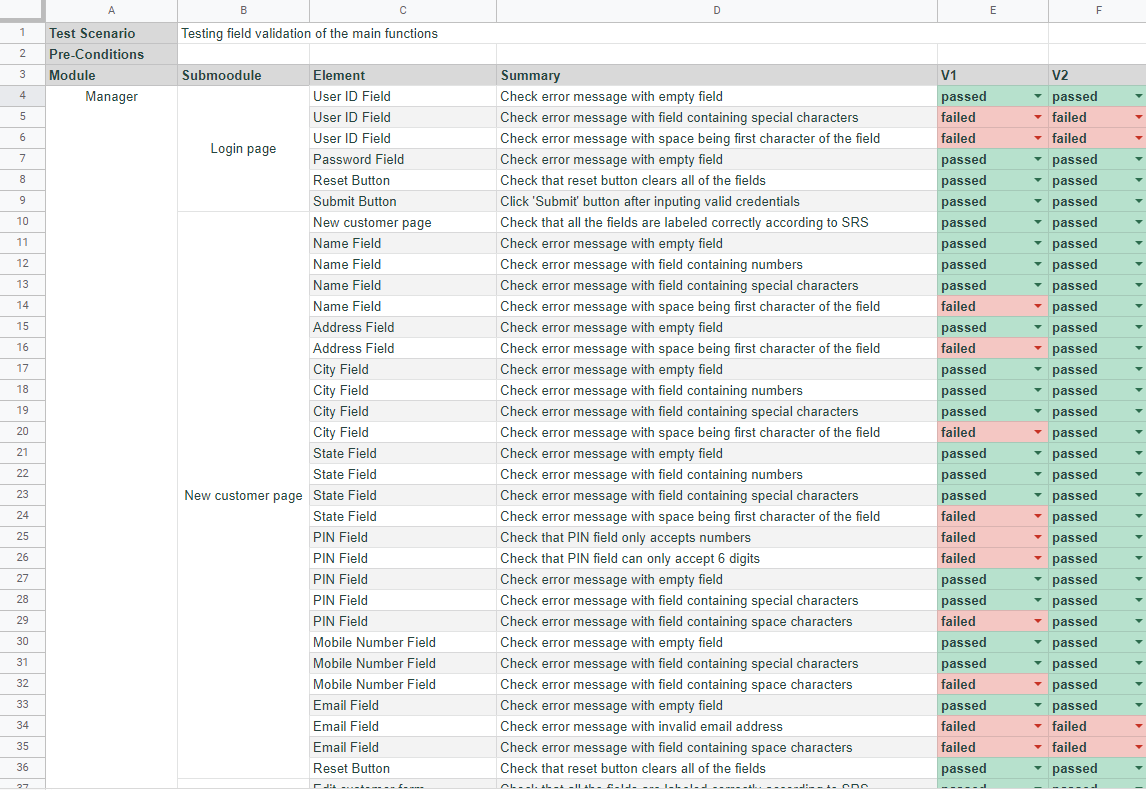 A B C D E F
1 Test Scenario Testing field validation of the main functions
2 Pre-Conditions
3 Module Submoodule Element Summary V1 V2
4 Manager User ID Field Check error message with empty field passed passed
5 User ID Field Check error message with field containing special characters failed failed
6 User ID Field Check error message with space being first character of the field failed failed
Login page
7 Password Field Check error message with empty field passed passed
8 Reset Button Check that reset button clears all of the fields passed passed
9 Submit Button Click 'Submit' button after inputing valid credentials passed passed
10 New customer page Check that all the fields are labeled correctly according to SRS passed passed
11 Name Field Check error message with empty field passed passed
12 Name Field Check error message with field containing numbers passed passed
13 Name Field Check error message with field containing special characters passed passed
14 Name Field Check error message with space being first character of the field failed passed
15 Address Field Check error message with empty field passed passed
16 Address Field Check error message with space being first character of the field failed passed
17 City Field Check error message with empty field passed passed
18 City Field Check error message with field containing numbers passed passed
19 City Field Check error message with field containing special characters passed passed
20 City Field Check error message with space being first character of the field failed passed
21 State Field Check error message with empty field passed passed
22 State Field Check error message with field containing numbers passed passed
23 New customer page State Field Check error message with field containing special characters passed passed
24 State Field Check error message with space being first character of the field failed passed
25 PIN Field Check that PIN field only accepts numbers failed passed
26 PIN Field Check that PIN field can only accept 6 digits failed passed
27 PIN Field Check error message with empty field passed passed
28 PIN Field Check error message with field containing special characters passed passed
29 PIN Field Check error message with field containing space characters failed passed
30 Mobile Number Field Check error message with empty field passed passed
31 Mobile Number Field Check error message with field containing special characters passed passed
32 Mobile Number Field Check error message with field containing space characters failed passed
33 Email Field Check error message with empty field passed passed
34 Email Field Check error message with invalid email address failed failed
35 Email Field Check error message with field containing space characters failed failed
36 Reset Button Check that reset button clears all of the fields passed passed
37 Edit customer form Check that all the fields are labeled correctly according to SRS passed passed